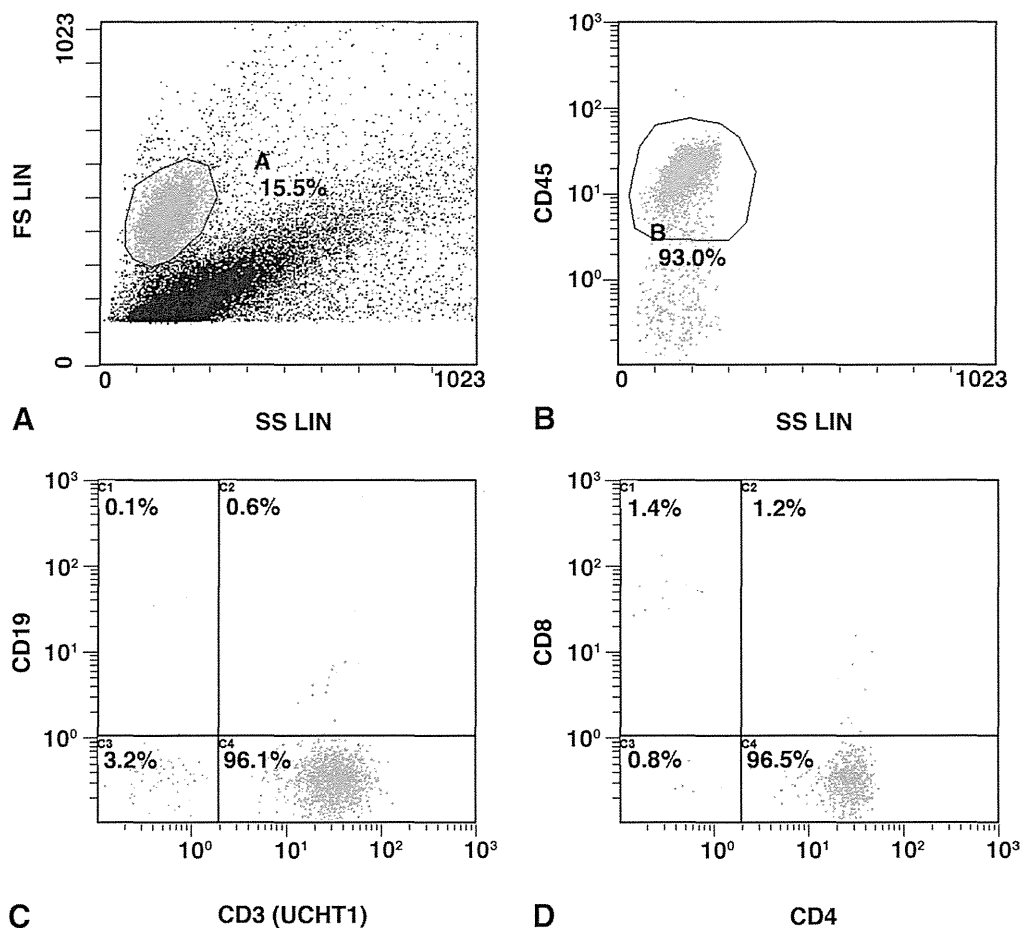 1023
FS LIN
0
A
15.5%
0
1023
A
SS LIN
10³
10²
10¹
10⁰
CD45
B
93.0%
0
1023
B
SS LIN
10³
10²
10¹
10⁰
CD19
C1
0.1%
C2
0.6%
C3
3.2%
C4
96.1%
10⁰
10¹
10²
10³
C
CD3 (UCHT1)
10³
10²
10¹
10⁰
CD8
C1
1.4%
C2
1.2%
C3
0.8%
C4
96.5%
10⁰
10¹
10²
10³
D
CD4